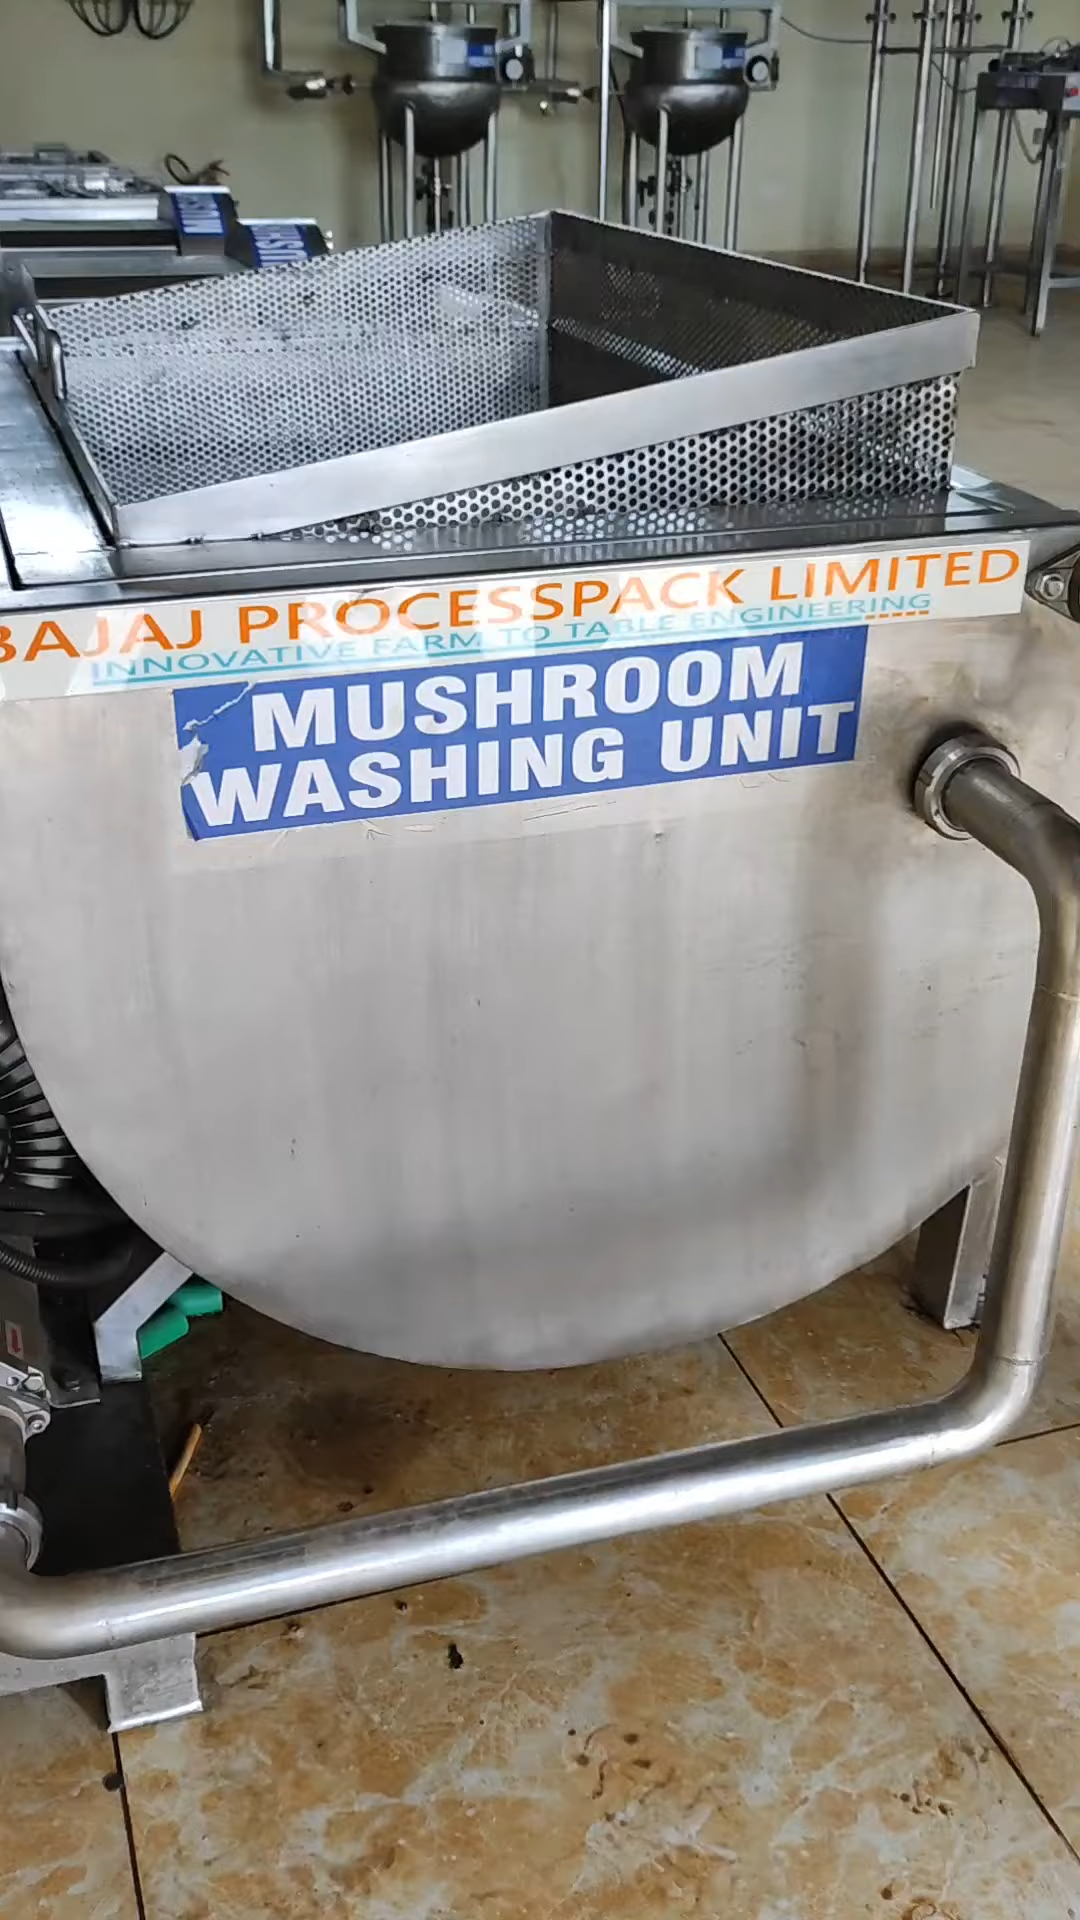 BAJAJ PROCESSPACK LIMITED
INNOVATIVE FARM TO TABLE ENGINEERING
MUSHROOM
WASHING UNIT